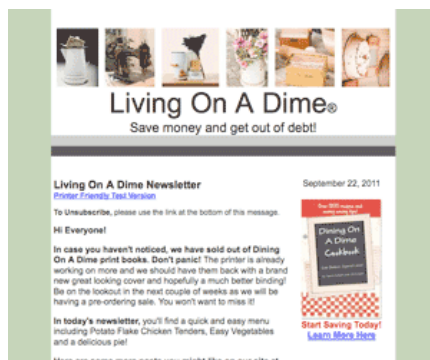 Living On A Dime®
Save money and get out of debt!
Living On A Dime Newsletter
Printer Friendly Text Version
September 22, 2011
To Unsubscribe, please use the link at the bottom of this message.
Hi Everyone!
In case you haven't noticed, we have sold out of Dining
On A Dime print books. Don't panic! The printer is already
working on more and we should have them back with a brand
new great looking cover and hopefully a much better binding!
Be on the lookout in the next couple of weeks as we will be
having a pre-ordering sale. You won't want to miss it!
In today's newsletter, you'll find a quick and easy menu
including Potato Flake Chicken Tenders, Easy Vegetables
and a delicious pie!
Dining On
A Dime
Cookbook
Start Saving Today!
Learn More Here